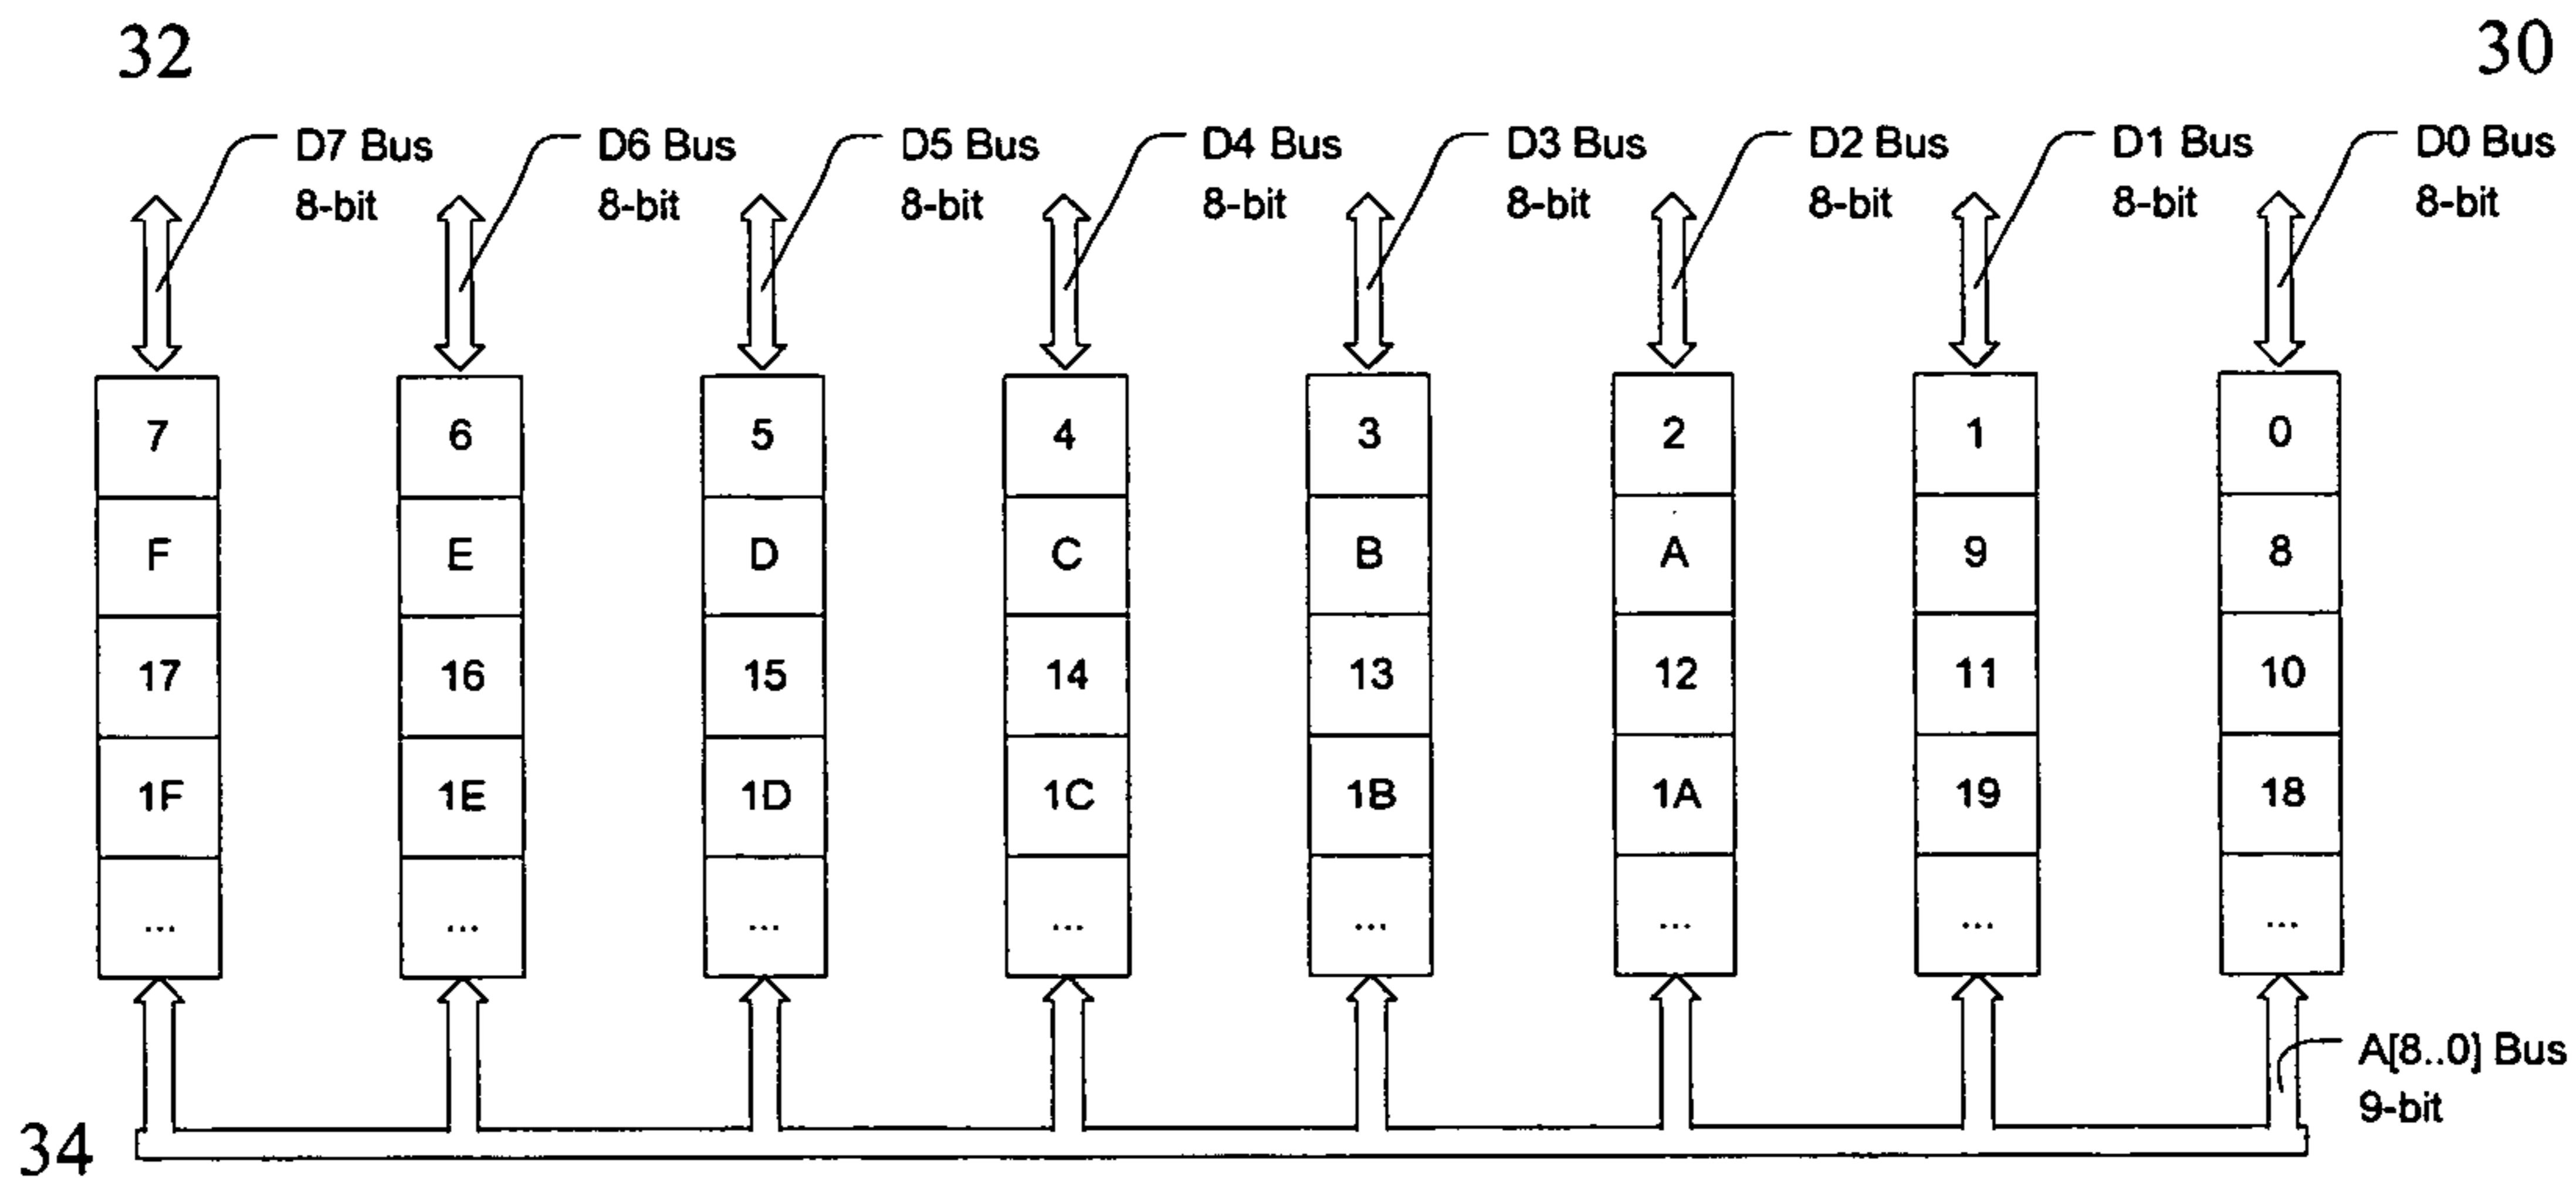 32 30
D7 Bus D6 Bus D5 Bus D4 Bus D3 Bus D2 Bus D1 Bus D0 Bus
8-bit 8-bit 8-bit 8-bit 8-bit 8-bit 8-bit 8-bit
7 6 5 4 3 2 1 0
F E D C B A 9 8
17 16 15 14 13 12 11 10
1F 1E 1D 1C 1B 1A 19 18
... ... ... ... ... ... ... ...
A[8..0] Bus
9-bit
34